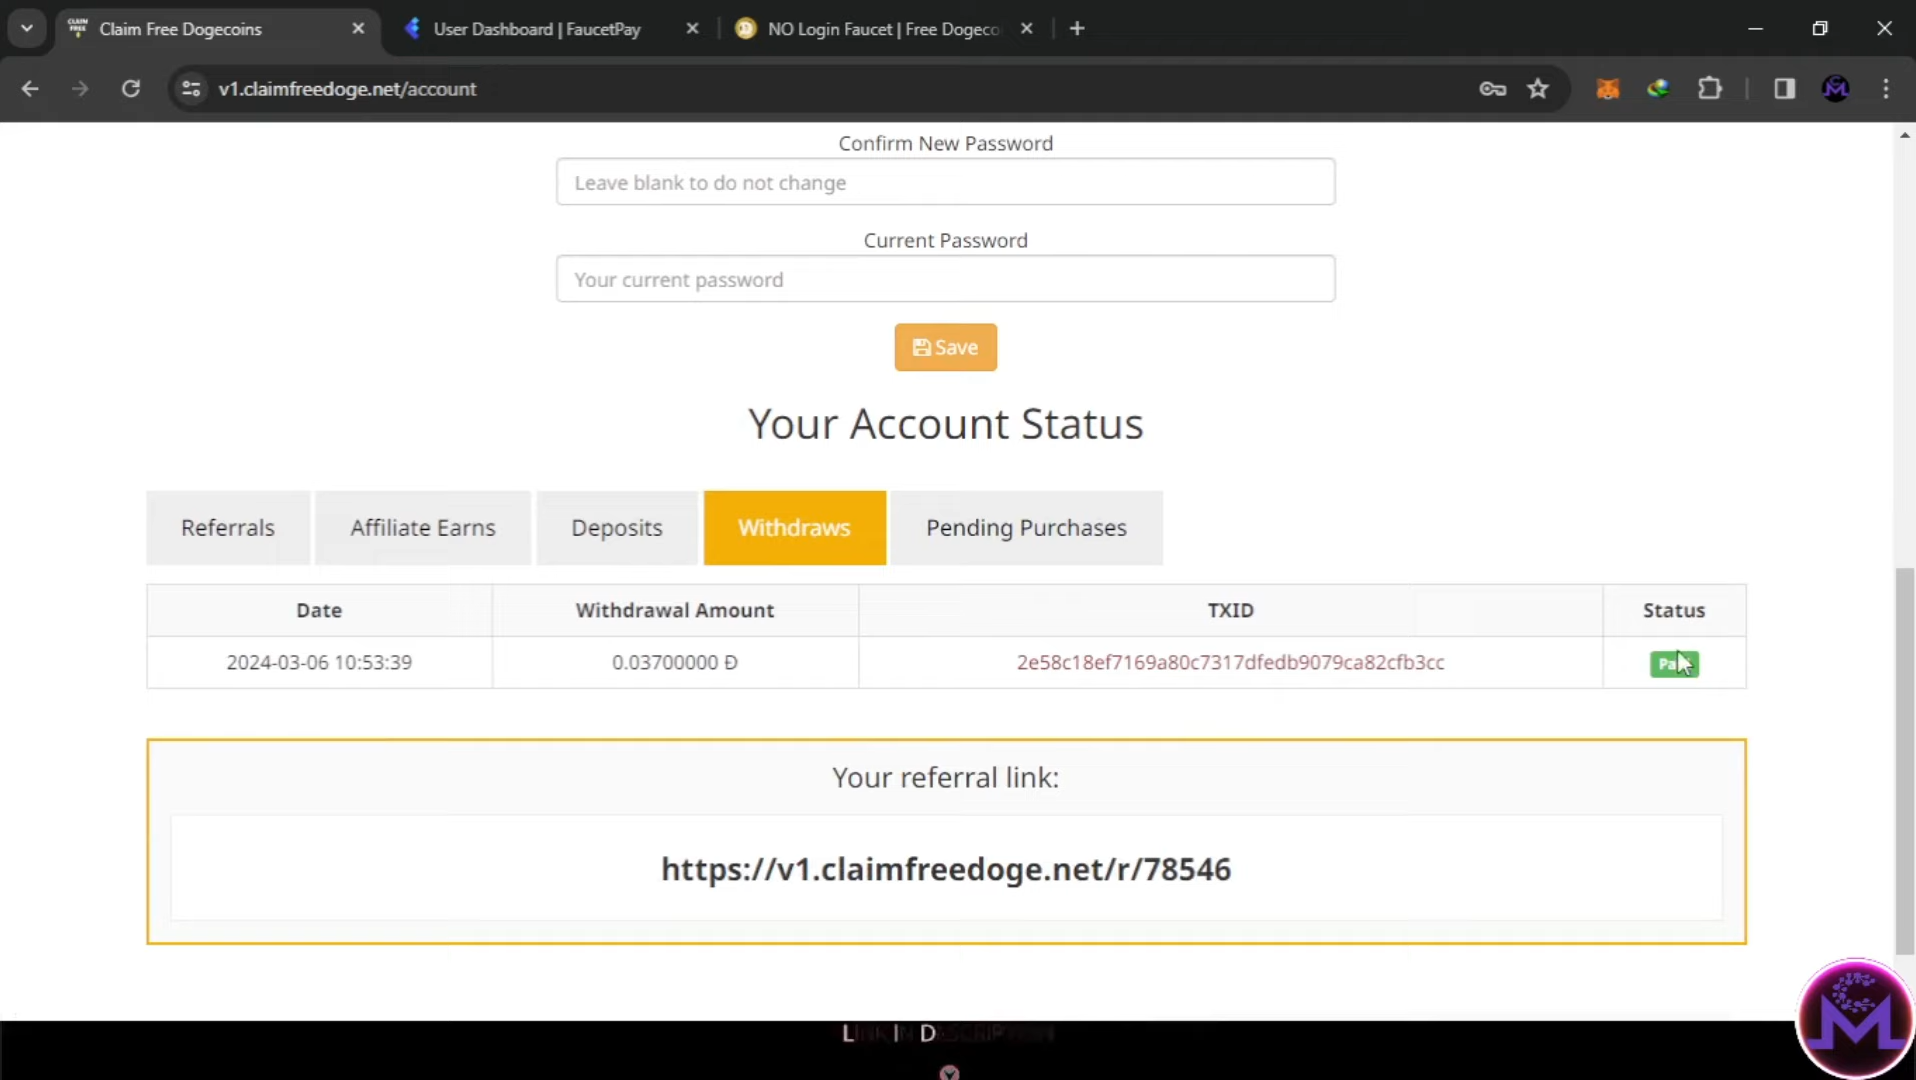 Claim Free Dogecoins
User Dashboard | FaucetPay
NO Login Faucet | Free Dogeco
v1.claimfreedoge.net/account
Confirm New Password
Leave blank to do not change
Current Password
Your current password
Save
Your Account Status
Referrals
Affiliate Earns
Deposits
Withdraws
Pending Purchases
Date
Withdrawal Amount
TXID
Status
2024-03-06 10:53:39
0.03700000 Đ
2e58c18ef7169a80c7317dfedb9079ca82cfb3cc
Your referral link:
https://v1.claimfreedoge.net/r/78546
LINK IN DASCRIPTION